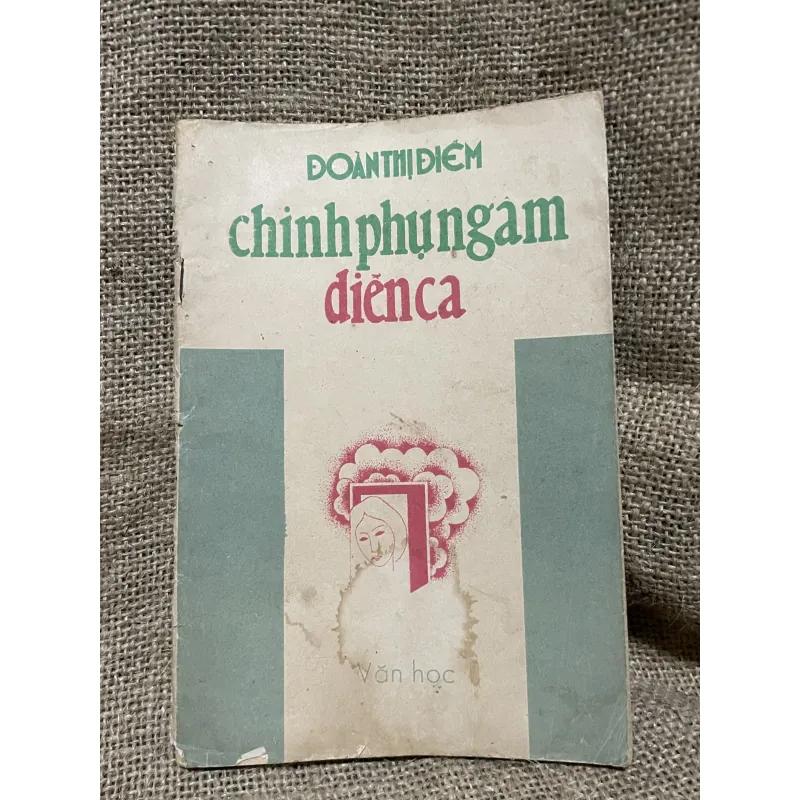 ĐOÀN THỊ ĐIỂM
chinh phụ ngâm
diễn ca
Văn học